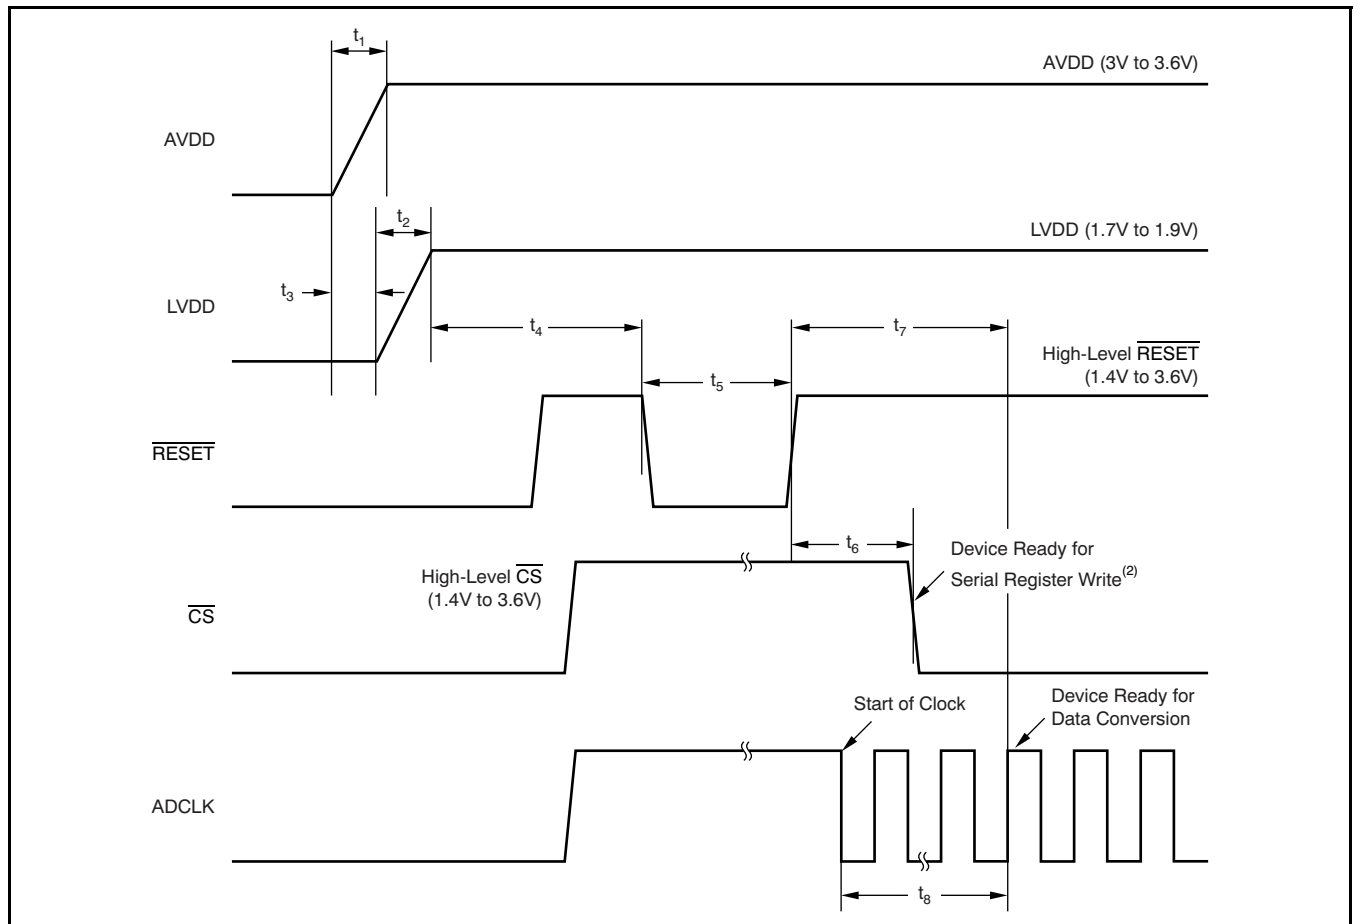 t1
AVDD (3V to 3.6V)
AVDD
t2
LVDD (1.7V to 1.9V)
t3
LVDD
t4
t7
High-Level RESET
(1.4V to 3.6V)
t5
RESET
t6
Device Ready for
Serial Register Write(2)
High-Level CS
(1.4V to 3.6V)
CS
Start of Clock
Device Ready for
Data Conversion
ADCLK
t8